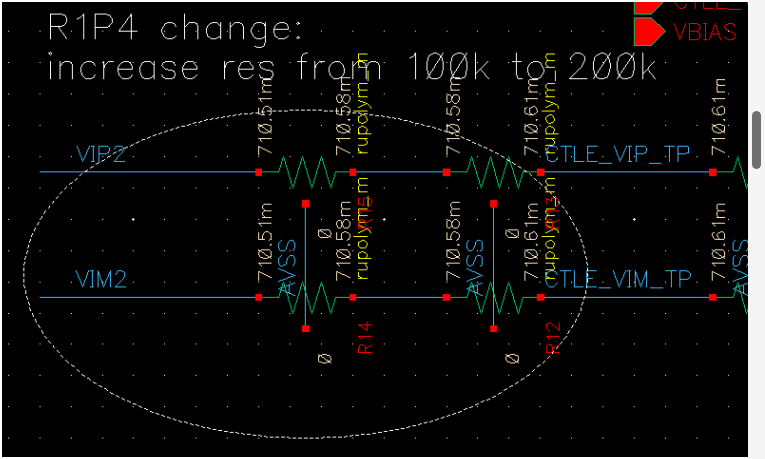 CTLE_
VBIAS
R1P4 change:
increase res from 100k to 200k
710.51m
710.58m
rupolym_m
710.58m
710.61m
rupolym_m
710.61m
VIP2
CTLE_VIP_TP
R15
R13
0
0
710.51m
710.58m
rupolym_m
710.58m
710.61m
rupolym_m
710.61m
AVSS
AVSS
AVSS
VIM2
CTLE_VIM_TP
R14
R12
0
0